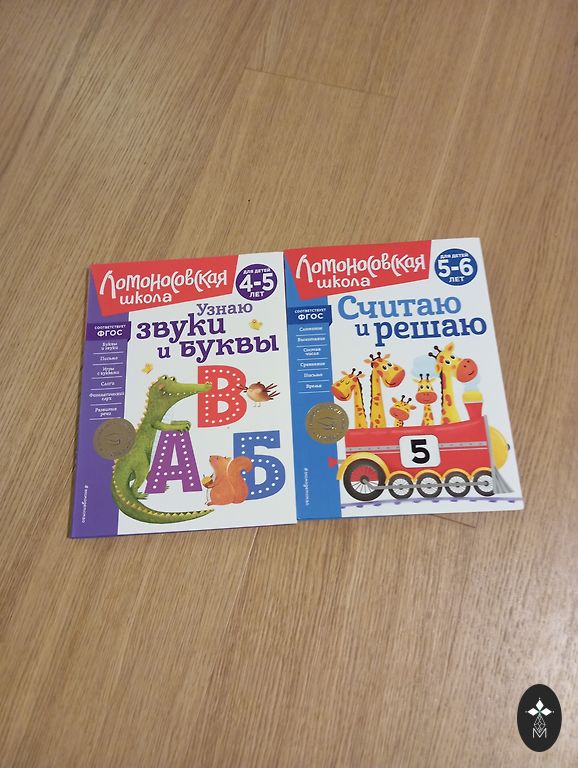 Ломоносовская
школа
для детей
4-5
лет
соответствует
ФГОС
Узнаю
звуки
и буквы
Буквы
и звуки
Письмо
Игры
с буквами
Слоги
Фонематический
слух
Развитие
речи
В
А Б
Ломоносовская
школа
для детей
5-6
лет
соответствует
ФГОС
Считаю
и решаю
Сложение
Вычитание
Состав
числа
Сравнение
Письмо
Время
5
М